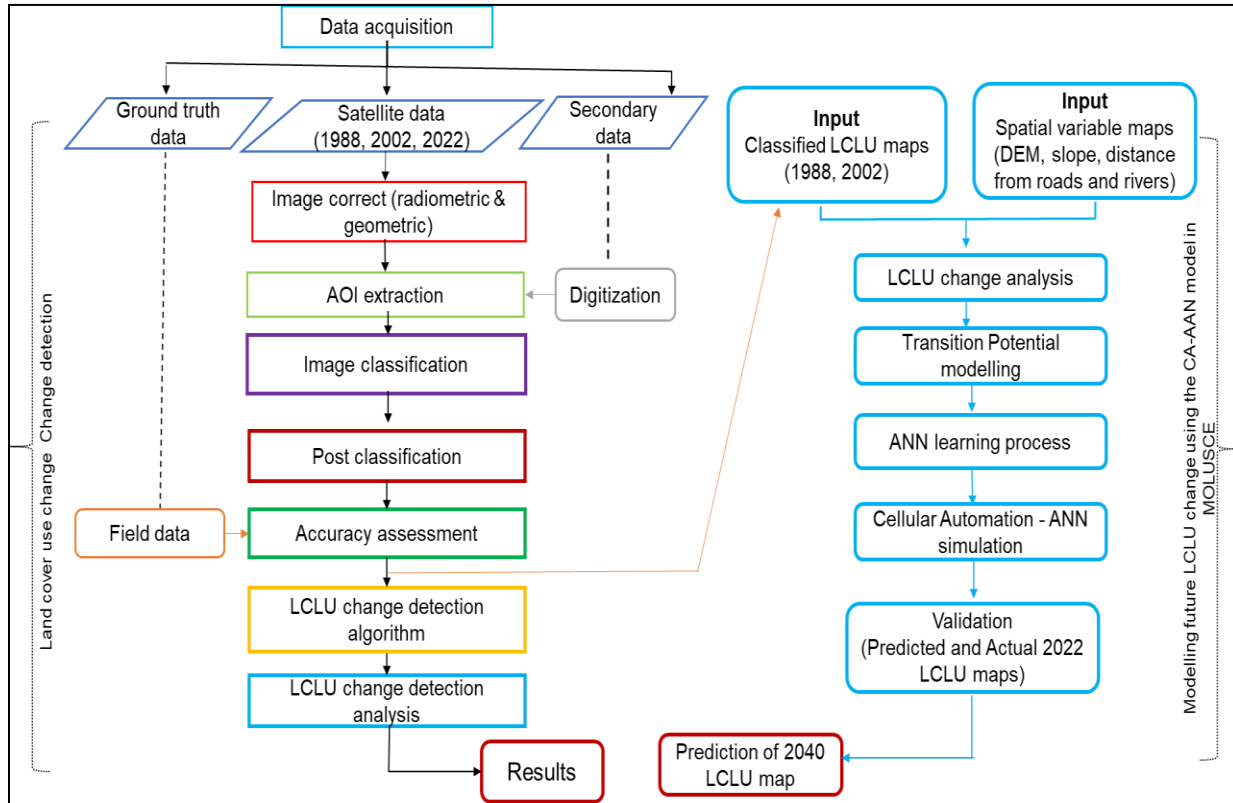 Data acquisition
Ground truth
data
Satellite data
(1988, 2002, 2022)
Secondary
data
Image correct (radiometric &
geometric)
AOI extraction
Digitization
Image classification
Post classification
Field data
Accuracy assessment
LCLU change detection
algorithm
LCLU change detection
analysis
Results
Land cover use change Change detection
Input
Classified LCLU maps
(1988, 2002)
Input
Spatial variable maps
(DEM, slope, distance
from roads and rivers)
LCLU change analysis
Transition Potential
modelling
ANN learning process
Cellular Automation - ANN
simulation
Validation
(Predicted and Actual 2022
LCLU maps)
Prediction of 2040
LCLU map
Modelling future LCLU change using the CA-AAN model in
MOLUSCE